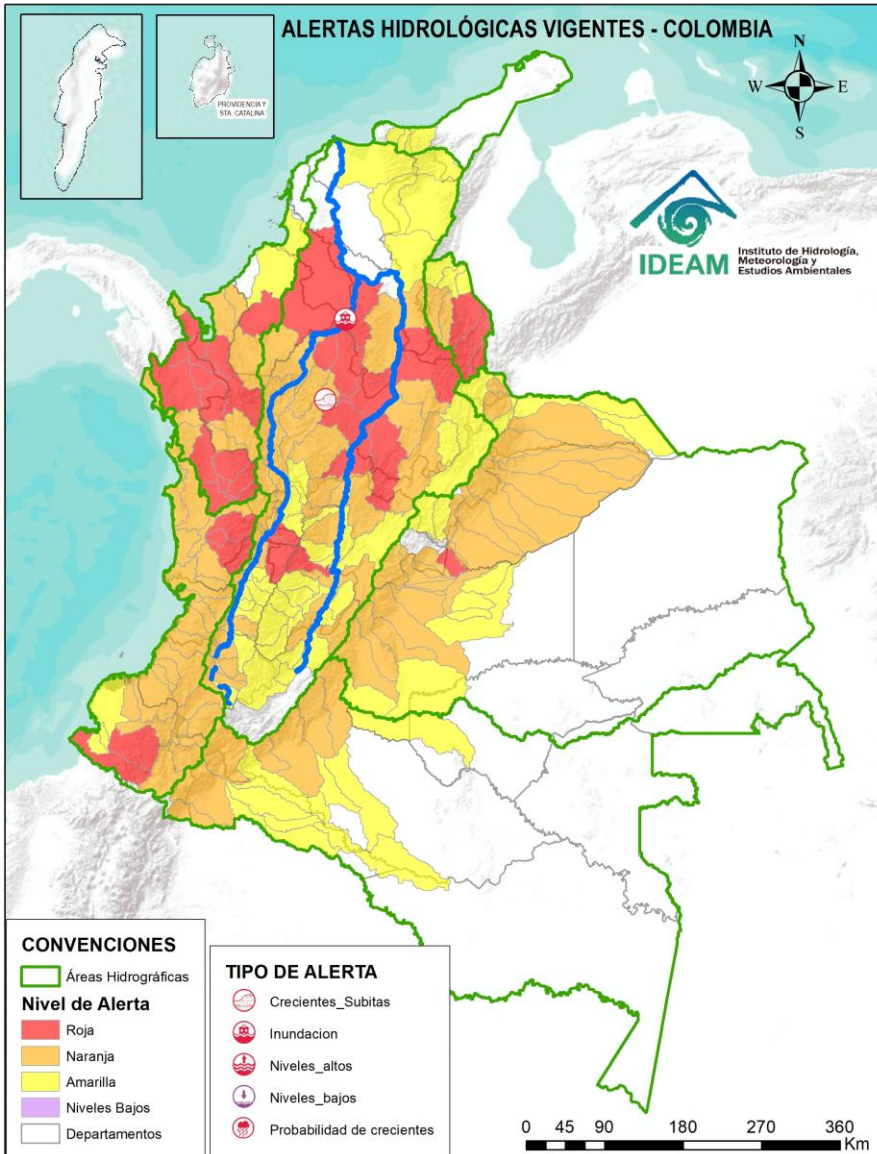 ALERTAS HIDROLÓGICAS VIGENTES - COLOMBIA
PROVIDENCIA Y
STA. CATALINA
N
W
E
S
IDEAM
Instituto de Hidrología,
Meteorología y
Estudios Ambientales
CONVENCIONES
Áreas Hidrográficas
Nivel de Alerta
Roja
Naranja
Amarilla
Niveles Bajos
Departamentos
TIPO DE ALERTA
Crecientes_Subitas
Inundacion
Niveles_altos
Niveles_bajos
Probabilidad de crecientes
0 45 90 180 270 360
Km